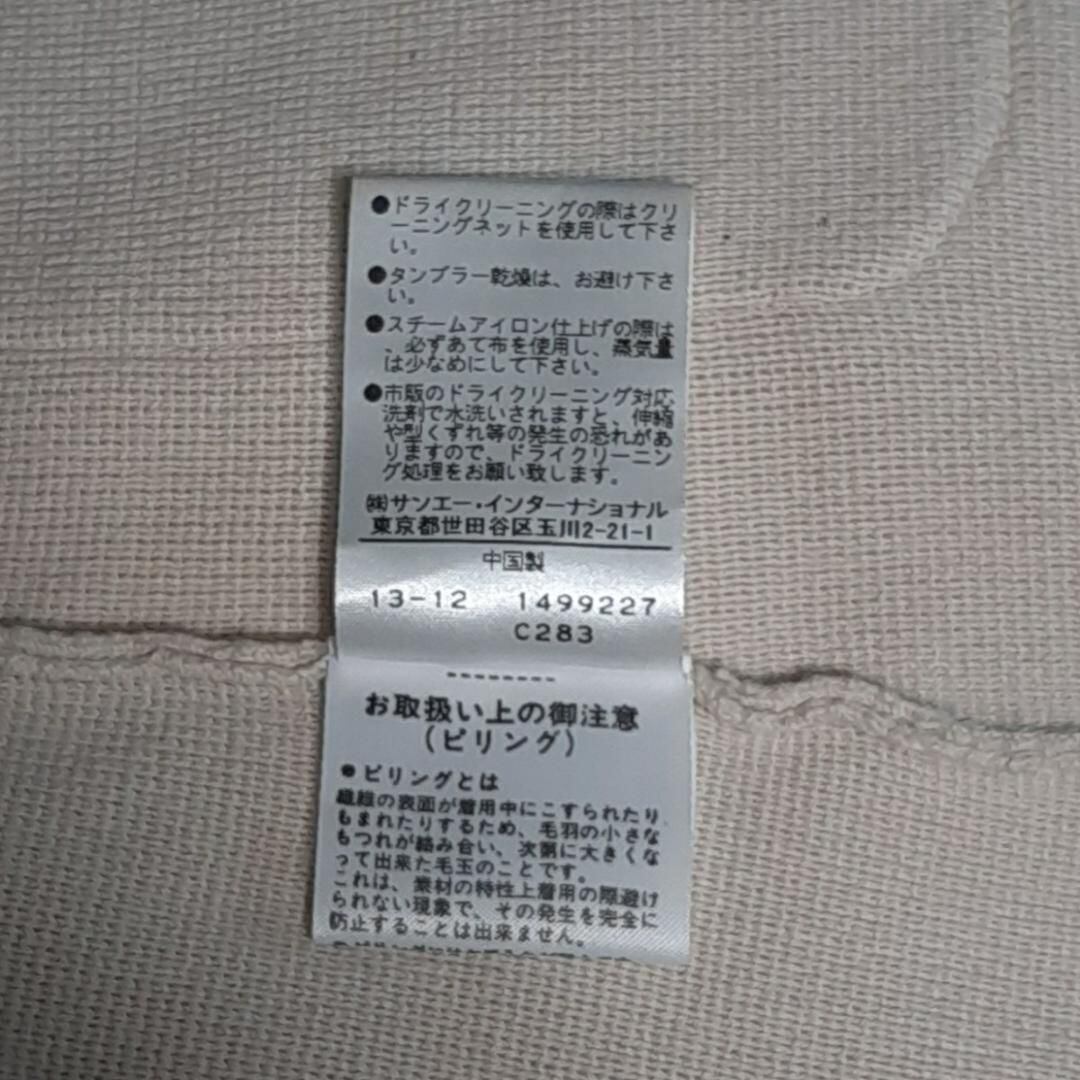 ●ドライクリーニングの際はクリ
ーニングネットを使用して下さ
い。
●タンブラー乾燥は、お避け下さ
い。
●スチームアイロン仕上げの際は
、必ずあて布を使用し、蒸気量
は少なめにして下さい。
●市販のドライクリーニング対応
洗剤で水洗いされますと、伸縮
や型くずれ等の発生の恐れがあ
りますので、ドライクリーニン
グ処理をお願い致します。
㈱サンエー・インターナショナル
東京都世田谷区玉川2-21-1
中国製
13-12 1499227
C283
--------
お取扱い上の御注意
(ピリング)
●ピリングとは
繊維の表面が着用中にこすられたり
もまれたりするため、毛羽の小さな
もつれが絡み合い、次第に大きくな
って出来た毛玉のことです。
これは、素材の特性上着用の際避け
られない現象で、その発生を完全に
防止することは出来ません。